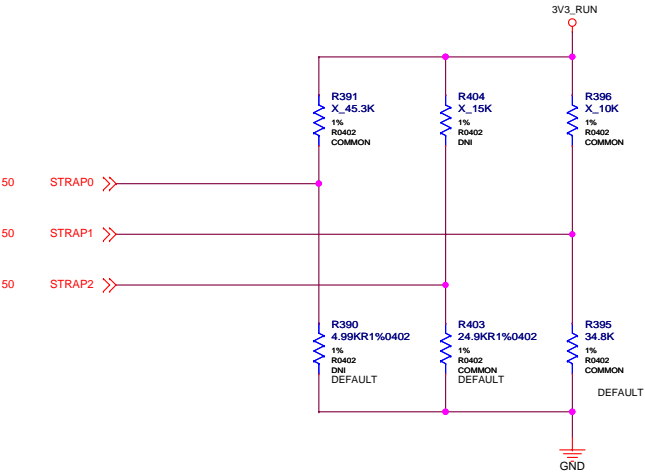 3V3_RUN
R391
X_45.3K
1%
R0402
COMMON
R404
X_15K
1%
R0402
DNI
R396
X_10K
1%
R0402
COMMON
50 STRAP0
50 STRAP1
50 STRAP2
R390
4.99KR1%0402
1%
R0402
DNI
DEFAULT
R403
24.9KR1%0402
1%
R0402
COMMON
DEFAULT
R395
34.8K
1%
R0402
COMMON
DEFAULT
GND